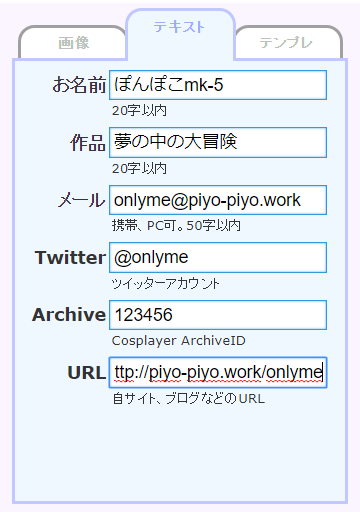 画像
テキスト
テンプレ
お名前 ぽんぽこmk-5
20字以内
作品 夢の中の大冒険
20字以内
メール onlyme@piyo-piyo.work
携帯、PC可。50字以内
Twitter @onlyme
ツイッターアカウント
Archive 123456
Cosplayer ArchiveID
URL ttp://piyo-piyo.work/onlyme
自サイト、ブログなどのURL